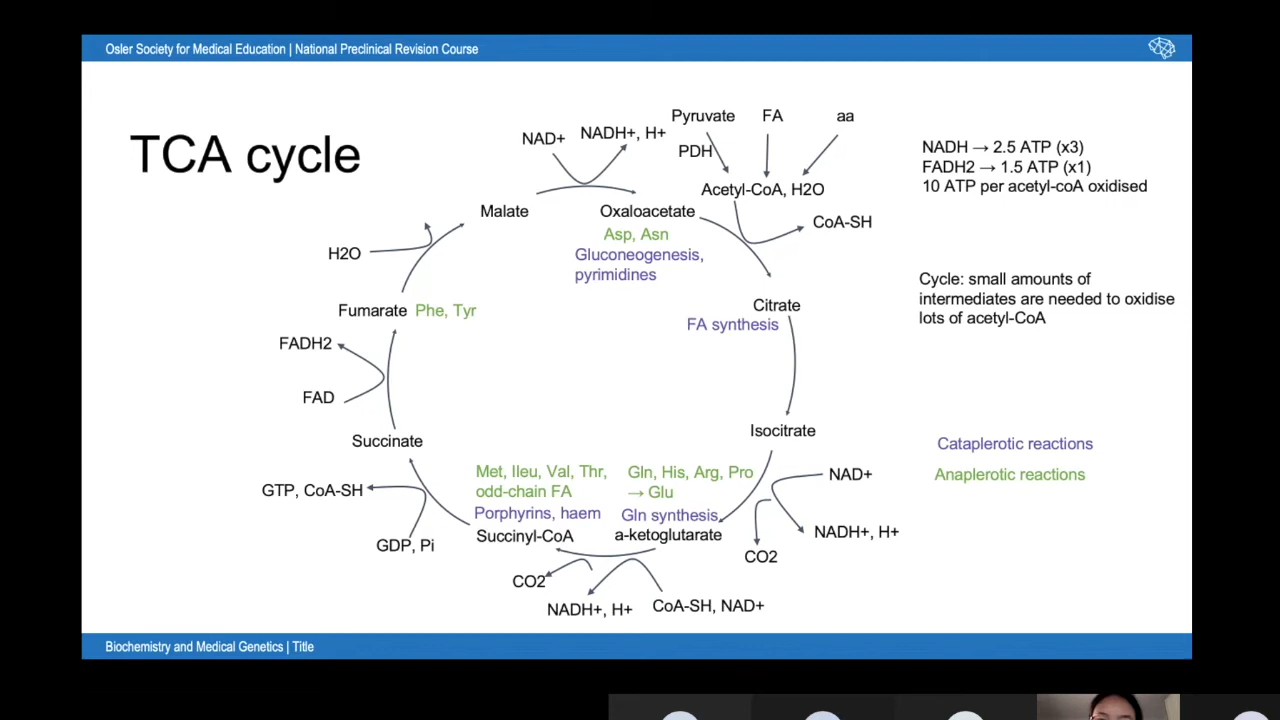 Osler Society for Medical Education | National Preclinical Revision Course
TCA cycle
NAD+
NADH+, H+
Pyruvate
FA
aa
PDH
Acetyl-CoA, H2O
CoA-SH
Malate
Oxaloacetate
Asp, Asn
Gluconeogenesis,
pyrimidines
H2O
Citrate
FA synthesis
Fumarate
Phe, Tyr
FADH2
FAD
Succinate
Isocitrate
GTP, CoA-SH
GDP, Pi
Met, Ileu, Val, Thr,
odd-chain FA
Porphyrins, haem
Succinyl-CoA
Gln, His, Arg, Pro
→ Glu
Gln synthesis
a-ketoglutarate
NAD+
NADH+, H+
CO2
CO2
NADH+, H+
CoA-SH, NAD+
NADH → 2.5 ATP (x3)
FADH2 → 1.5 ATP (x1)
10 ATP per acetyl-coA oxidised
Cycle: small amounts of
intermediates are needed to oxidise
lots of acetyl-CoA
Cataplerotic reactions
Anaplerotic reactions
Biochemistry and Medical Genetics | Title